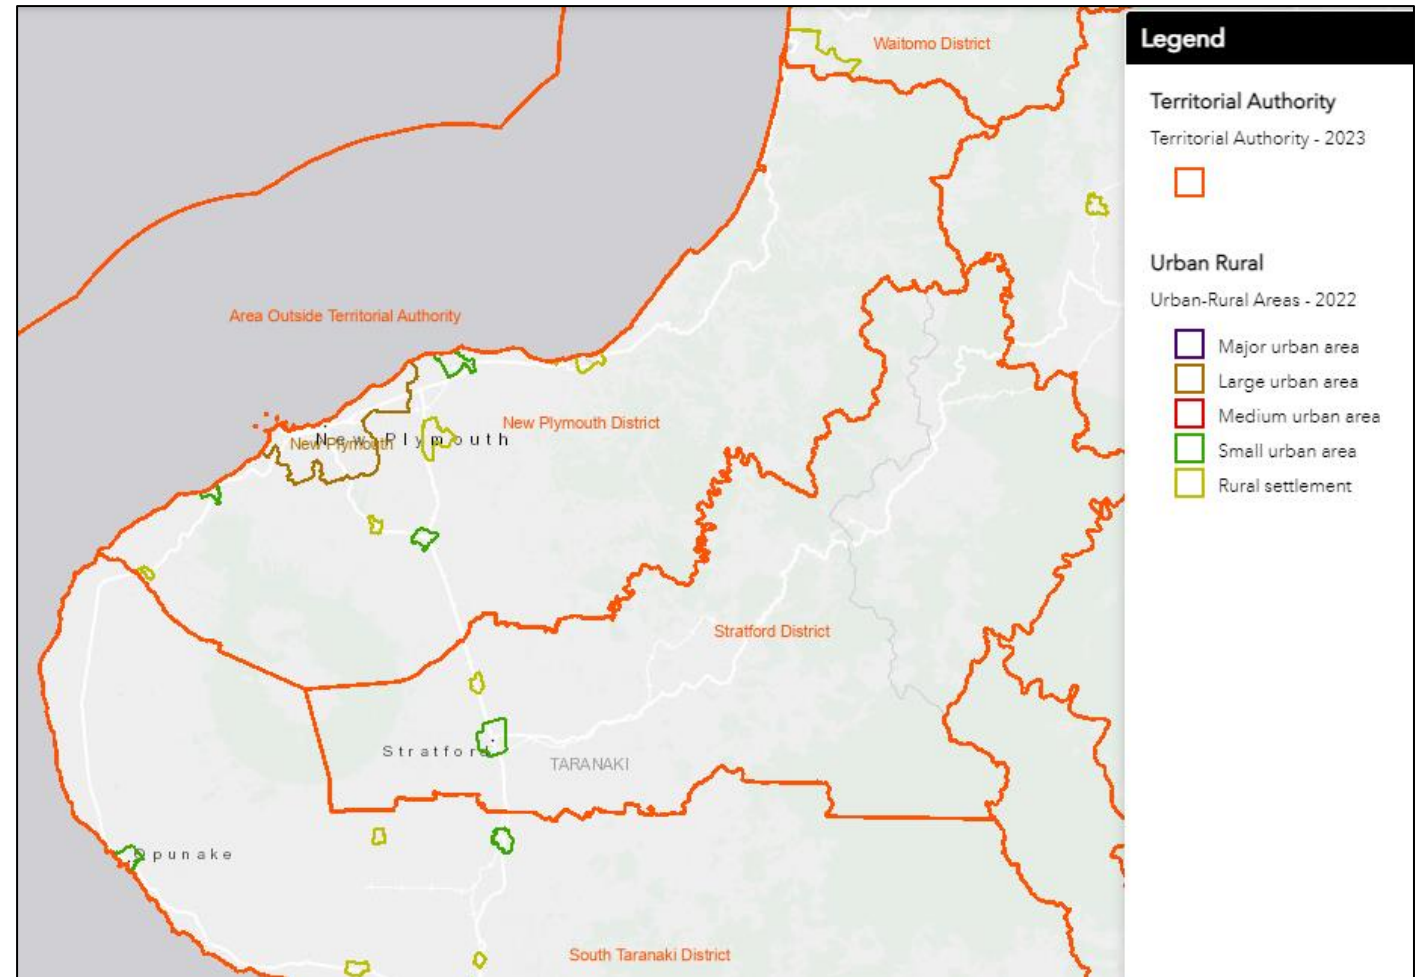 Waitomo District
Area Outside Territorial Authority
New Plymouth District
New Plymouth
New Plymouth
Stratford District
Stratford
TARANAKI
Opunake
South Taranaki District
Legend
Territorial Authority
Territorial Authority - 2023
Urban Rural
Urban-Rural Areas - 2022
Major urban area
Large urban area
Medium urban area
Small urban area
Rural settlement